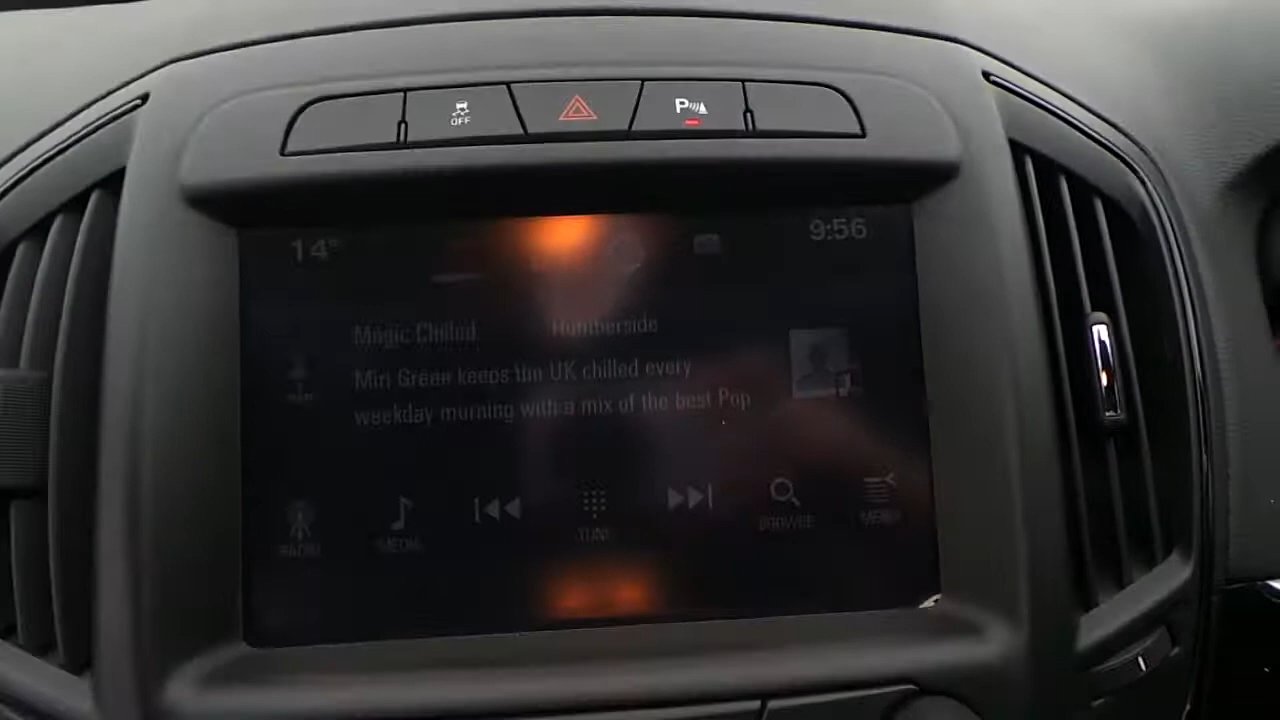 OFF
P
14°
9:56
Magic Chilled
Humberside
Miri Green keeps the UK chilled every
weekday morning with a mix of the best Pop
RADIO
MEDIA
TUNE
BROWSE
MENU